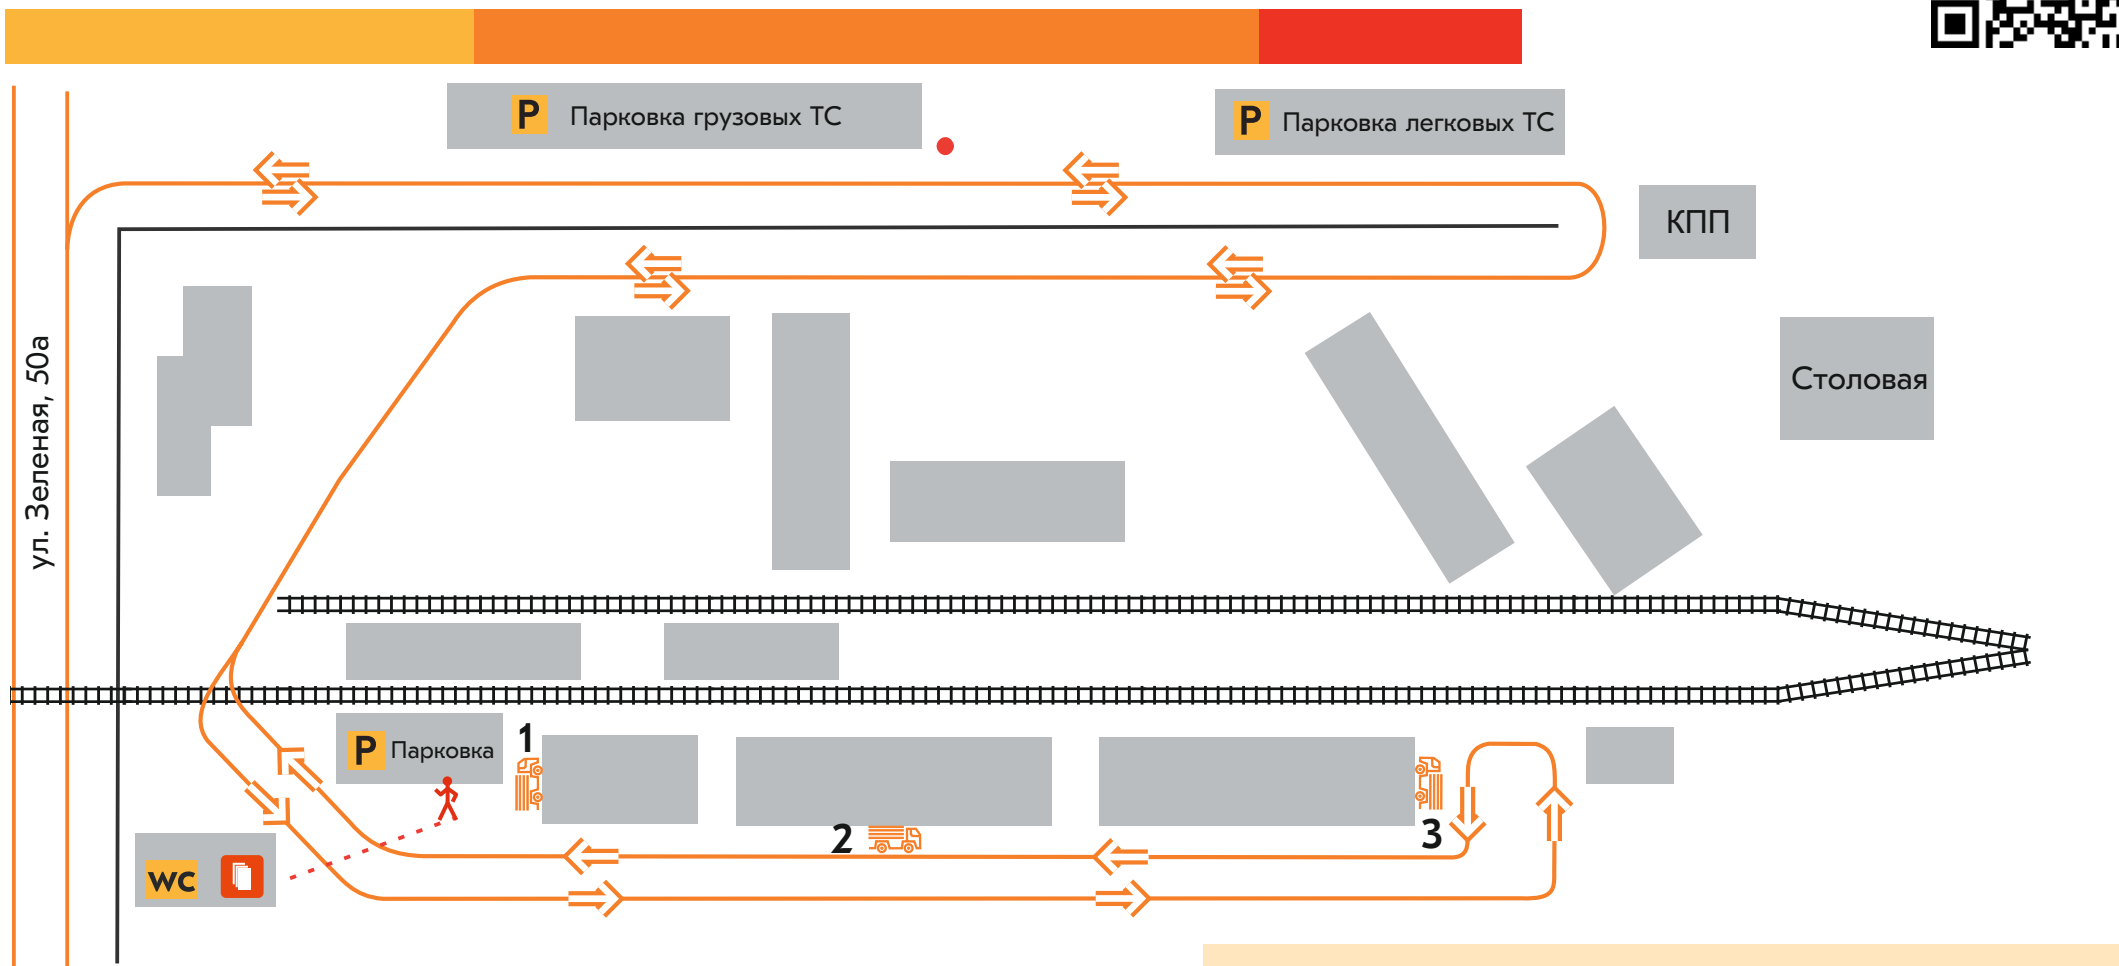 P Парковка грузовых ТС
P Парковка легковых ТС
КПП
ул. Зеленая, 50а
Столовая
P Парковка
1
2
3
wc